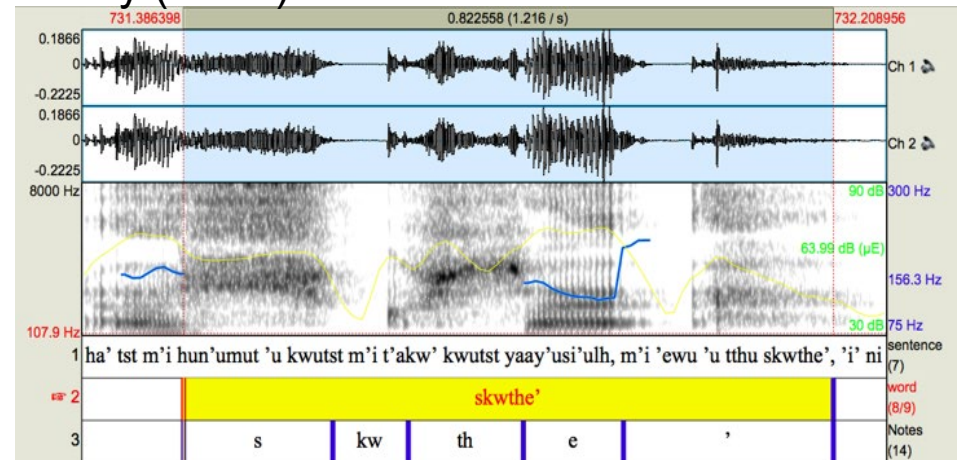 731.386398 0.822558 (1.216 / s) 732.208956
0.1866
0 Ch 1
-0.2225
0.1866
0 Ch 2
-0.2225
8000 Hz 90 dB 300 Hz
63.99 dB (µE)
156.3 Hz
107.9 Hz 30 dB 75 Hz
1 ha’ tst m’i hun’umut ’u kwutst m’i t’akw’ kwutst yaay’usi’ulh, m’i ’ewu ’u tthu skwthe’, ’i’ ni sentence
(7)
2 skwthe’ word
(8/9)
3 s kw th e ’ Notes
(14)